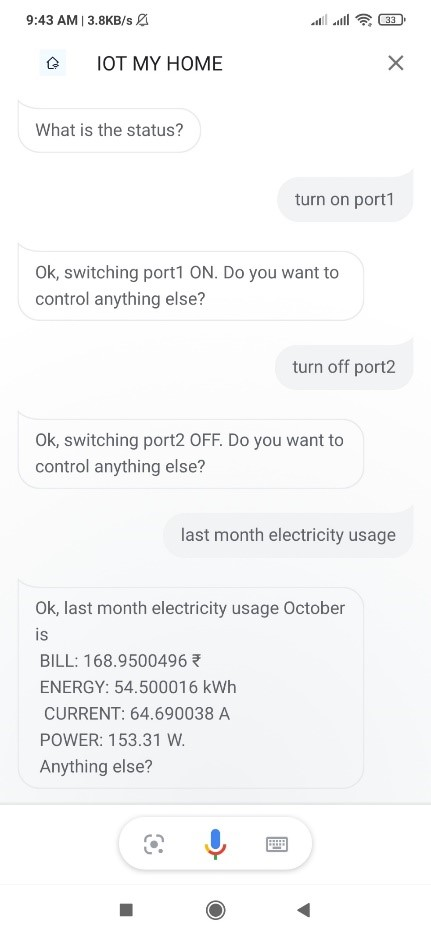 9:43 AM | 3.8KB/s
33
IOT MY HOME
What is the status?
turn on port1
Ok, switching port1 ON. Do you want to
control anything else?
turn off port2
Ok, switching port2 OFF. Do you want to
control anything else?
last month electricity usage
Ok, last month electricity usage October
is
BILL: 168.9500496 ₹
ENERGY: 54.500016 kWh
CURRENT: 64.690038 A
POWER: 153.31 W.
Anything else?